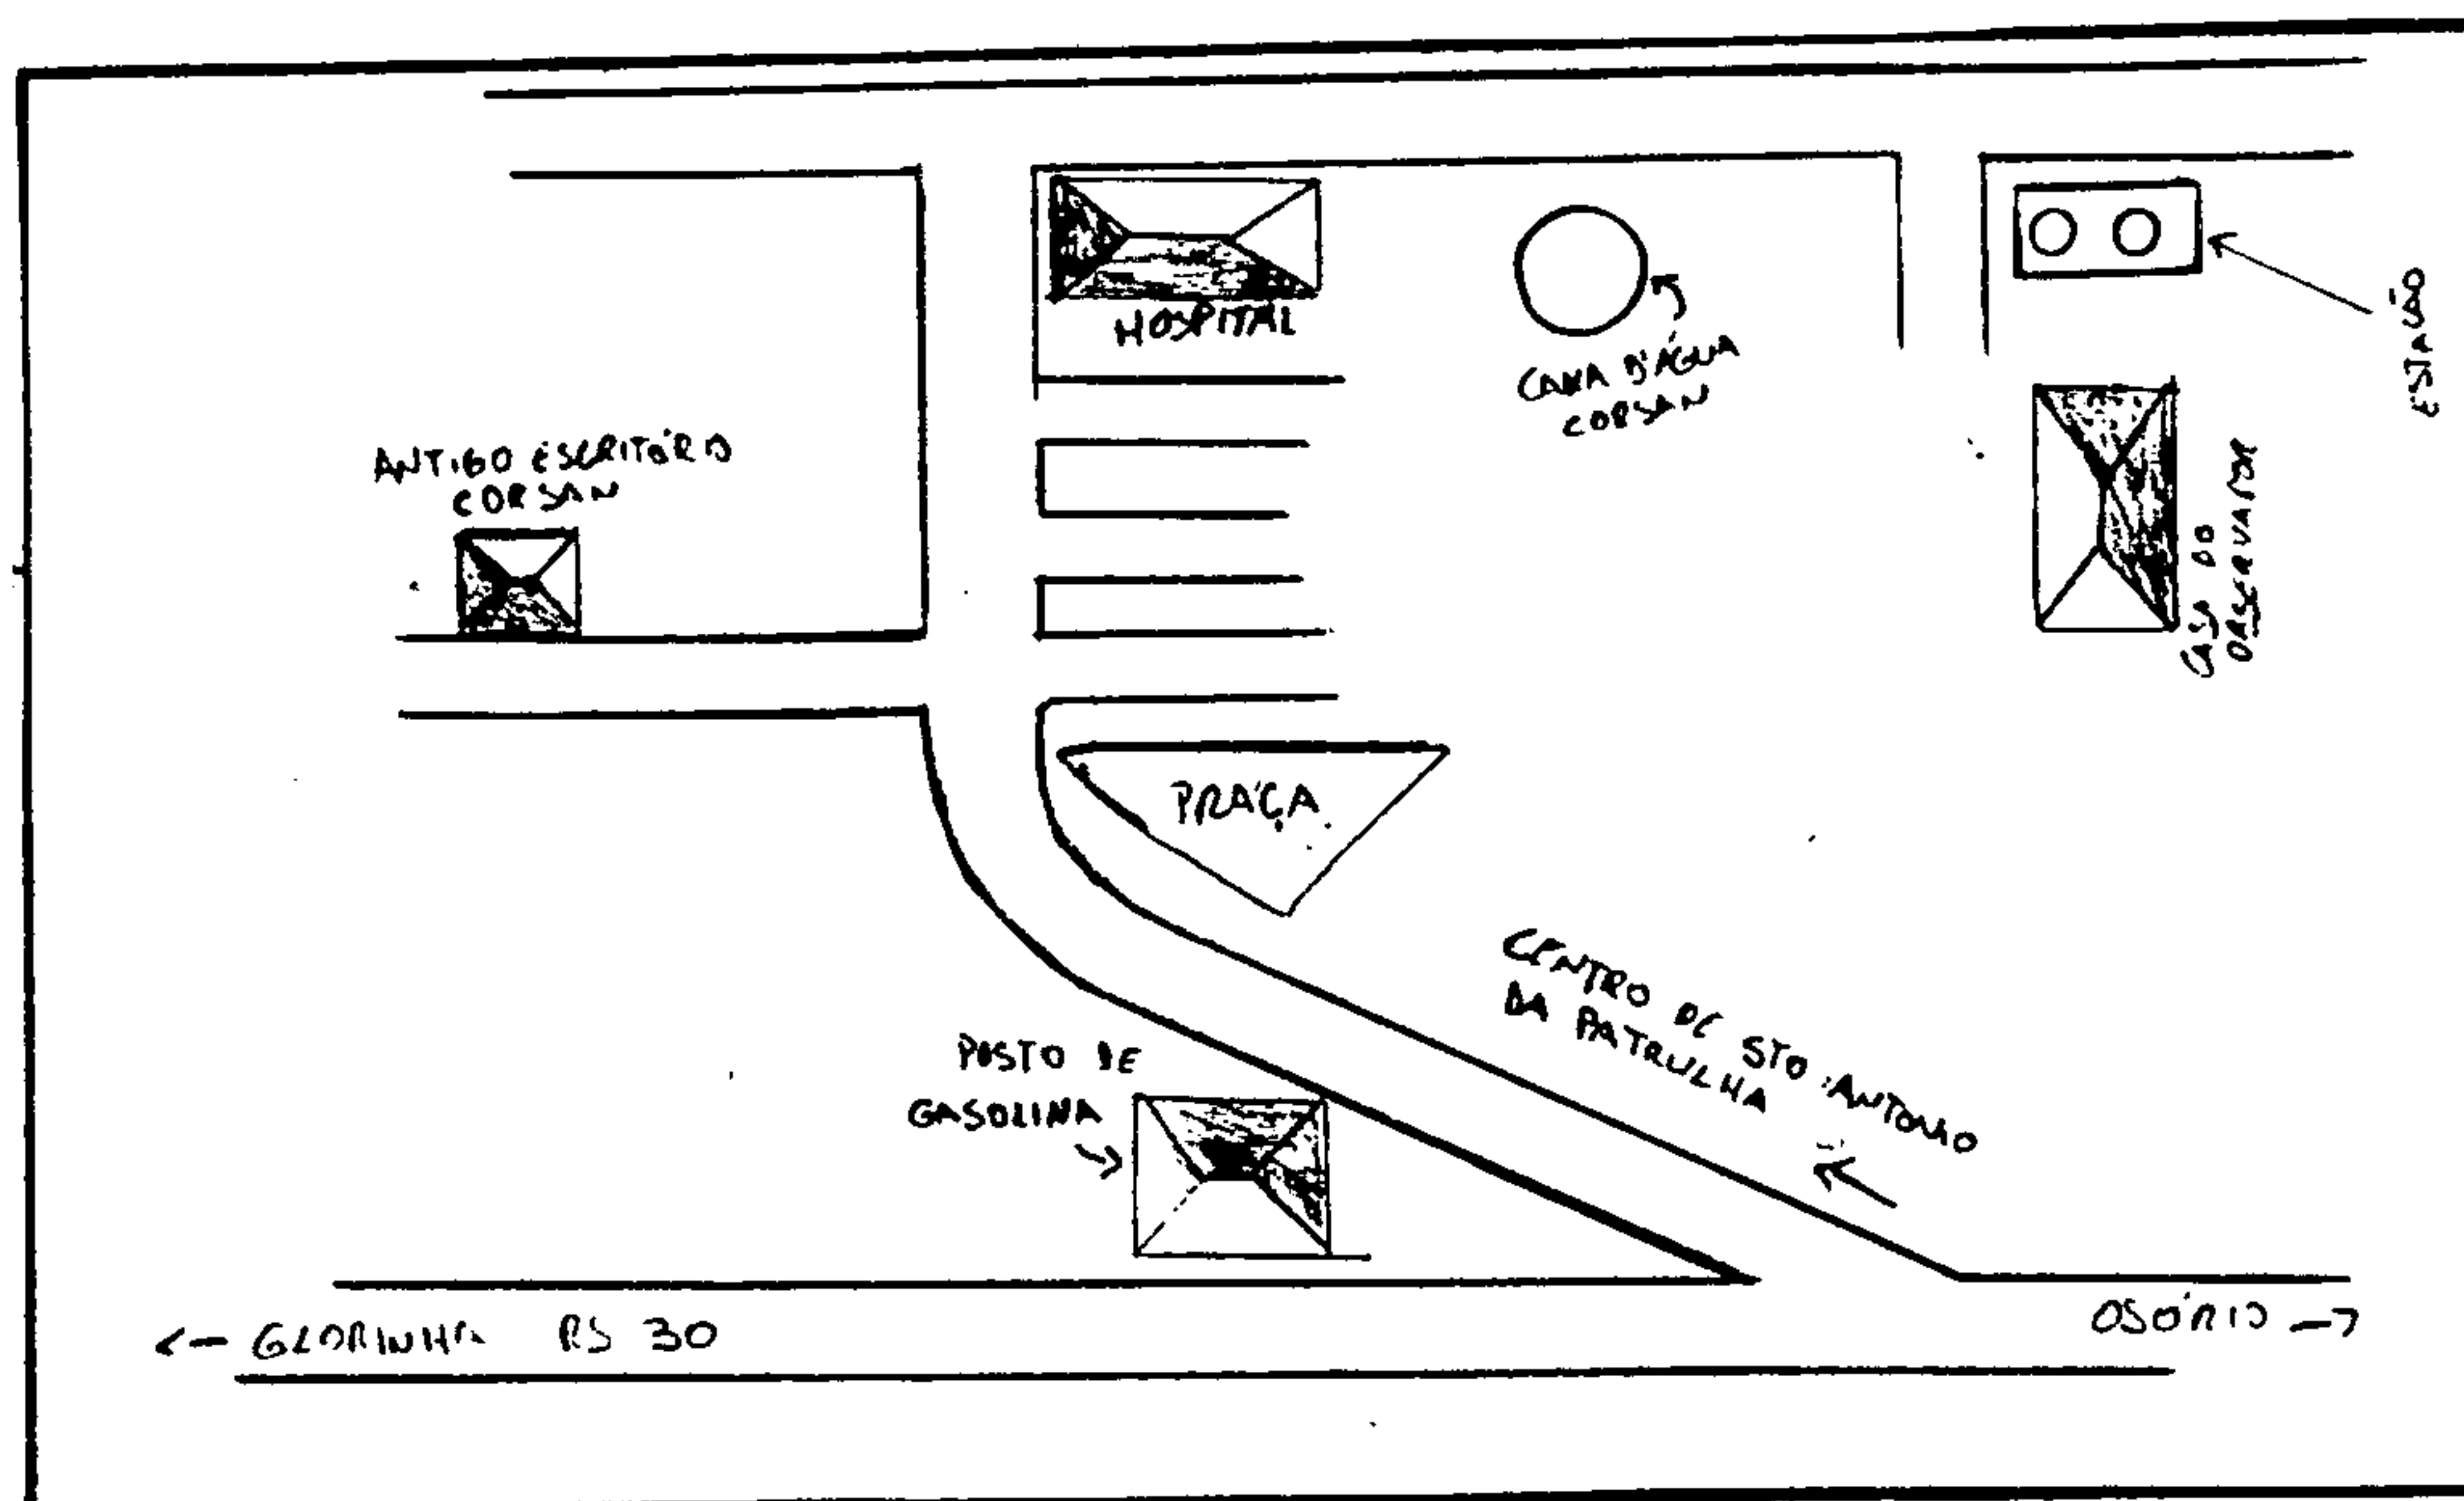 HOSPITAL
CAIXA D'ÁGUA
CORSAN
ESTAÇÃO
ANTIGO ESCRITÓRIO
CORSAN
CASA DO
OBSERVADOR
PRAÇA
CENTRO DE STO ANTONIO
DA PATRULHA
POSTO DE
GASOLINA
<- GLORINHA RS 30
OSÓRIO ->